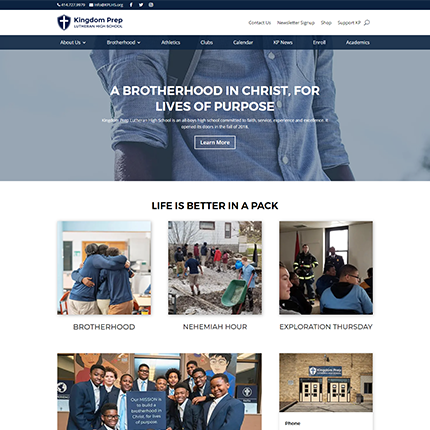 414.727.9970 info@KPLHS.org
Kingdom Prep
LUTHERAN HIGH SCHOOL
Contact Us Newsletter Signup Shop Support KP
About Us Brotherhood Athletics Clubs Calendar KP News Enroll Academics
A BROTHERHOOD IN CHRIST, FOR
LIVES OF PURPOSE
Kingdom Prep Lutheran High School is an all-boys high school committed to faith, service, experience and excellence. It
opened its doors in the fall of 2018.
Learn More
LIFE IS BETTER IN A PACK
BROTHERHOOD
NEHEMIAH HOUR
EXPLORATION THURSDAY
Our MISSION is
to build a
brotherhood in
Christ, for
lives of
purpose.
Kingdom Prep
Phone